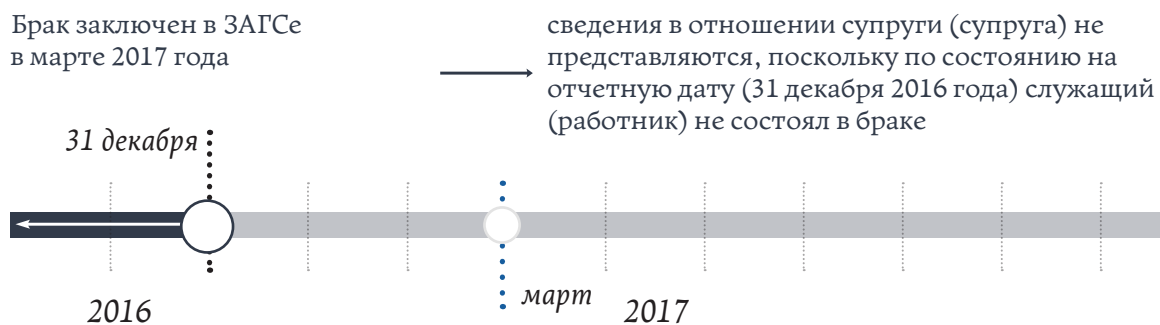 Брак заключен в ЗАГСе
в марте 2017 года
сведения в отношении супруги (супруга) не
представляются, поскольку по состоянию на
отчетную дату (31 декабря 2016 года) служащий
(работник) не состоял в браке
31 декабря
март
2016
2017